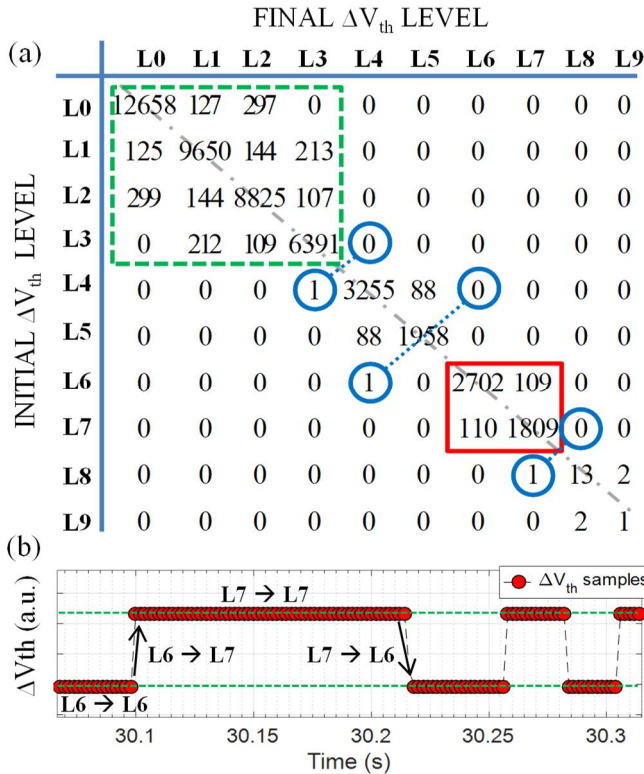 FINAL ΔVth LEVEL
(a)
L0 L1 L2 L3 L4 L5 L6 L7 L8 L9
INITIAL ΔVth LEVEL
L0 12658 127 297 0 0 0 0 0 0 0
L1 125 9650 144 213 0 0 0 0 0 0
L2 299 144 8825 107 0 0 0 0 0 0
L3 0 212 109 6391 0 0 0 0 0 0
L4 0 0 0 1 3255 88 0 0 0 0
L5 0 0 0 0 88 1958 0 0 0 0
L6 0 0 0 0 1 0 2702 109 0 0
L7 0 0 0 0 0 0 110 1809 0 0
L8 0 0 0 0 0 0 0 1 13 2
L9 0 0 0 0 0 0 0 0 2 1
(b)
ΔVth (a.u.)
ΔVth samples
L7 → L7
L6 → L7
L7 → L6
L6 → L6
30.1 30.15 30.2 30.25 30.3
Time (s)